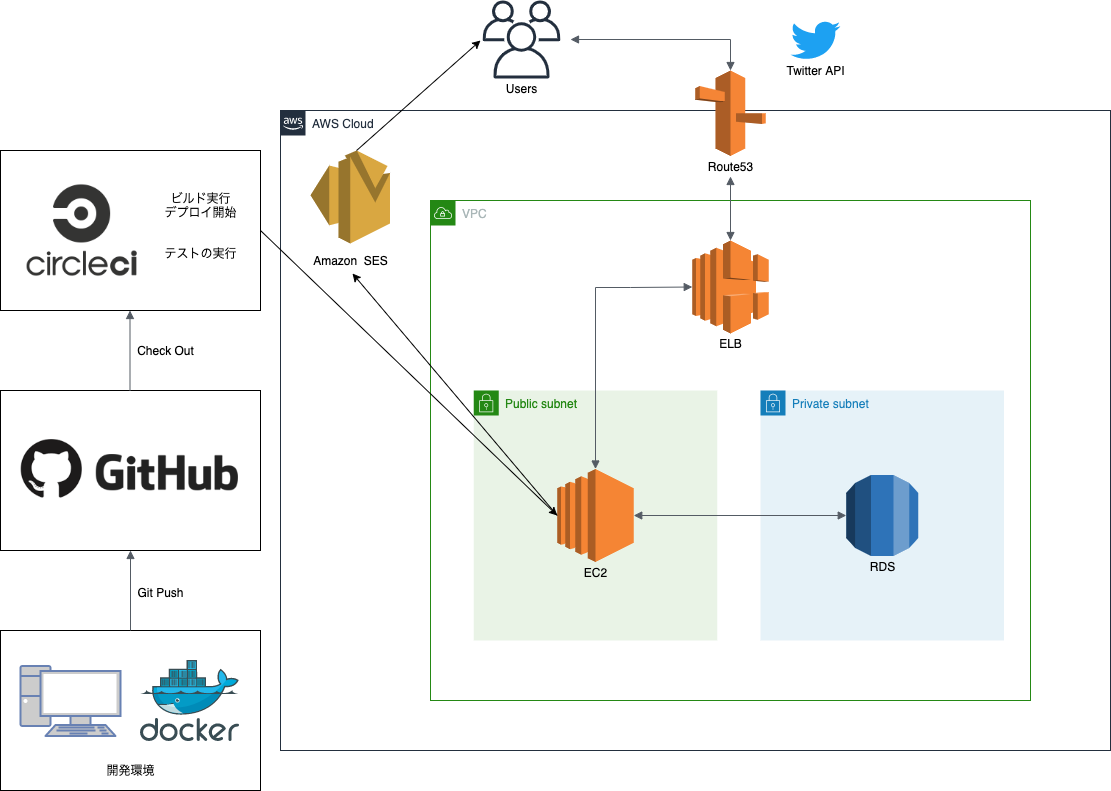 Users
Twitter API
aws
AWS Cloud
Route53
circleci
ビルド実行
デプロイ開始
テストの実行
Amazon SES
VPC
ELB
Check Out
Public subnet
Private subnet
GitHub
EC2
RDS
Git Push
docker
開発環境